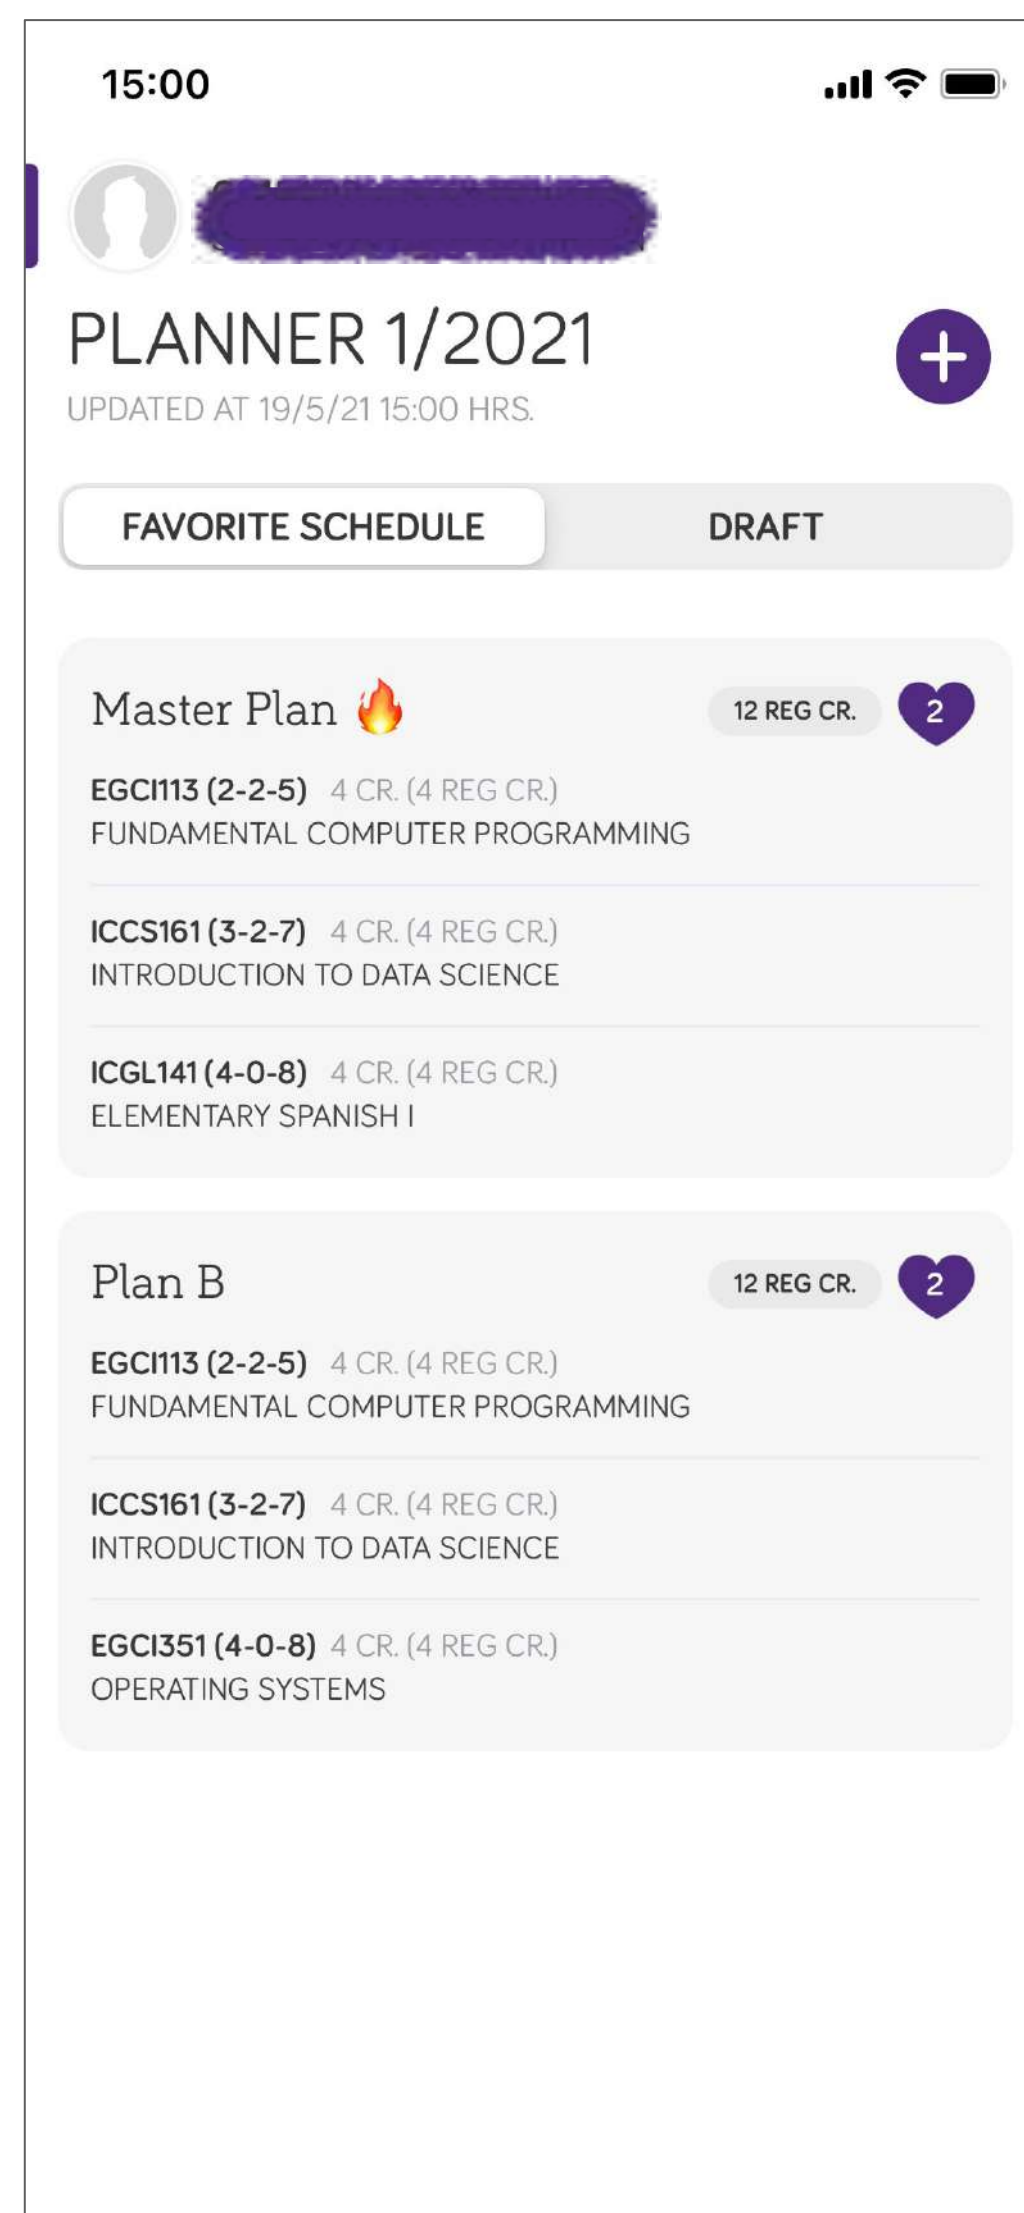 15:00
PLANNER 1/2021
UPDATED AT 19/5/21 15:00 HRS.
FAVORITE SCHEDULE DRAFT
Master Plan 🔥 12 REG CR. 2
EGCI113 (2-2-5) 4 CR. (4 REG CR.)
FUNDAMENTAL COMPUTER PROGRAMMING
ICCS161 (3-2-7) 4 CR. (4 REG CR.)
INTRODUCTION TO DATA SCIENCE
ICGL141 (4-0-8) 4 CR. (4 REG CR.)
ELEMENTARY SPANISH I
Plan B 12 REG CR. 2
EGCI113 (2-2-5) 4 CR. (4 REG CR.)
FUNDAMENTAL COMPUTER PROGRAMMING
ICCS161 (3-2-7) 4 CR. (4 REG CR.)
INTRODUCTION TO DATA SCIENCE
EGCI351 (4-0-8) 4 CR. (4 REG CR.)
OPERATING SYSTEMS